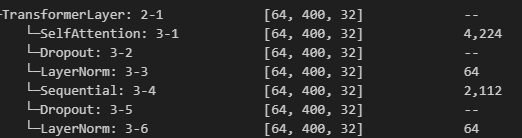 ─TransformerLayer: 2-1 [64, 400, 32] --
└─SelfAttention: 3-1 [64, 400, 32] 4,224
└─Dropout: 3-2 [64, 400, 32] --
└─LayerNorm: 3-3 [64, 400, 32] 64
└─Sequential: 3-4 [64, 400, 32] 2,112
└─Dropout: 3-5 [64, 400, 32] --
└─LayerNorm: 3-6 [64, 400, 32] 64